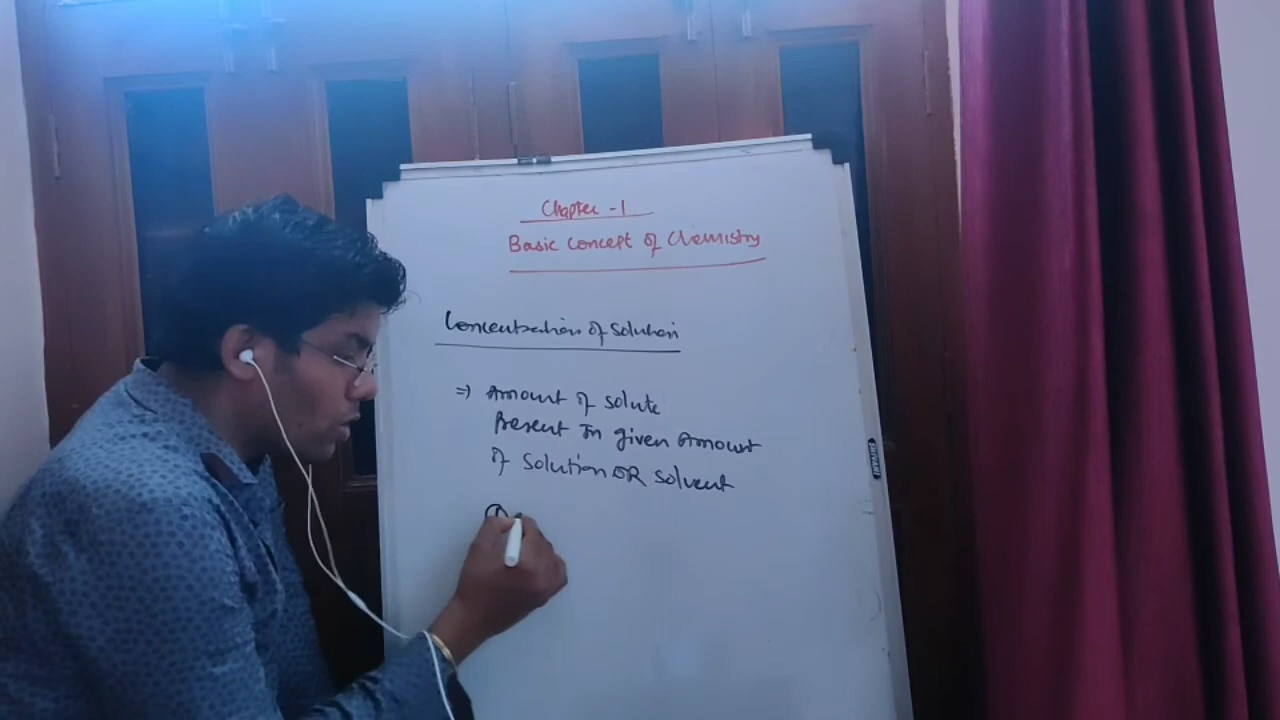 Chapter -1
Basic Concept of Chemistry
Concentration of Solution
=> Amount of solute
Present In given Amount
of Solution OR Solvent
①